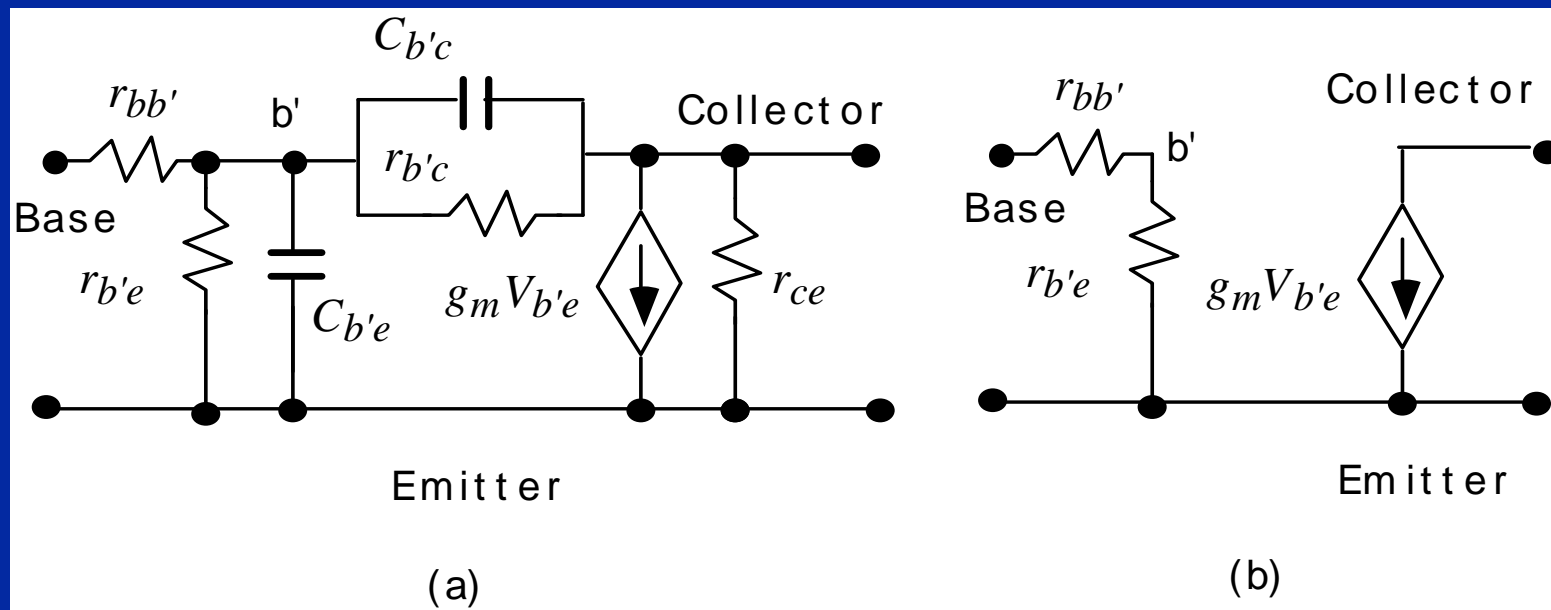 C_{b'c}
r_{bb'}
b'
Collector
r_{b'c}
Base
r_{b'e}
C_{b'e}
g_m V_{b'e}
r_{ce}
Emitter
(a)
r_{bb'}
Collector
b'
Base
r_{b'e}
g_m V_{b'e}
Emitter
(b)